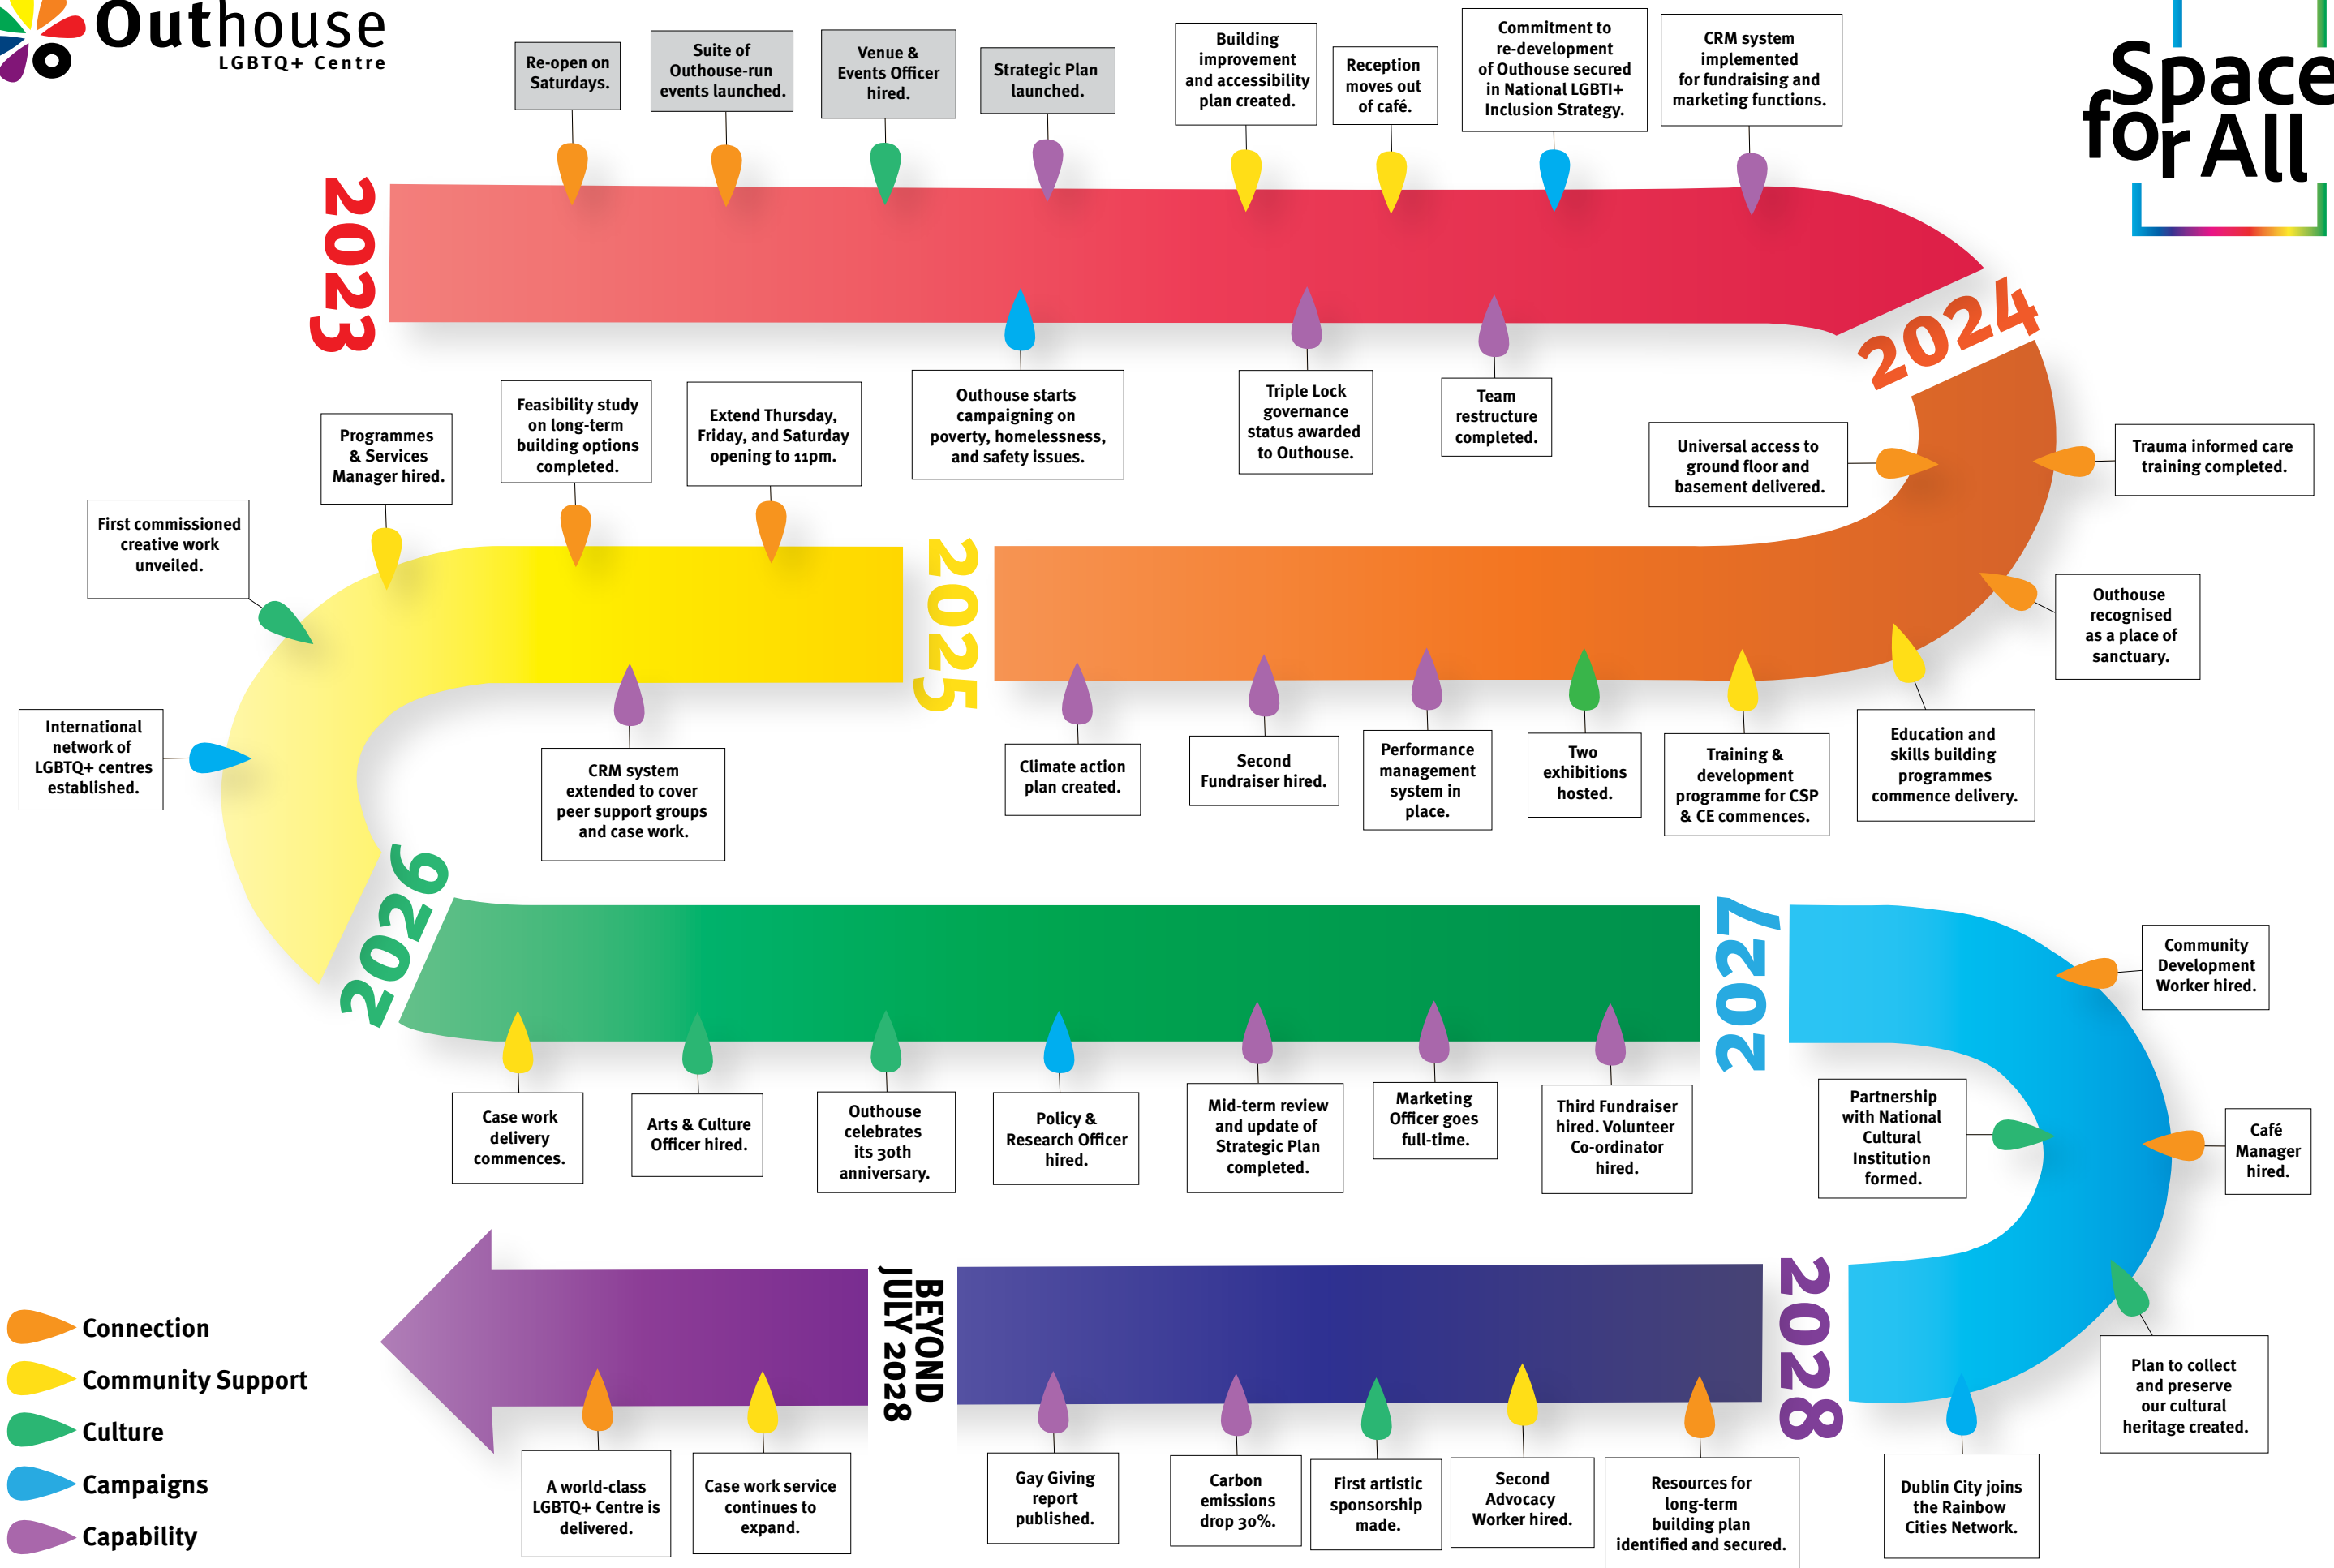 Outhouse
LGBTQ+ Centre
Space
for All
2023
Re-open on
Saturdays.
Suite of
Outhouse-run
events launched.
Venue &
Events Officer
hired.
Strategic Plan
launched.
Building
improvement
and accessibility
plan created.
Reception
moves out
of café.
Commitment to
re-development
of Outhouse secured
in National LGBTI+
Inclusion Strategy.
CRM system
implemented
for fundraising and
marketing functions.
Outhouse starts
campaigning on
poverty, homelessness,
and safety issues.
Triple Lock
governance
status awarded
to Outhouse.
Team
restructure
completed.
2024
Universal access to
ground floor and
basement delivered.
Trauma informed care
training completed.
Outhouse
recognised
as a place of
sanctuary.
Education and
skills building
programmes
commence delivery.
Training &
development
programme for CSP
& CE commences.
Two
exhibitions
hosted.
Performance
management
system in
place.
Second
Fundraiser hired.
Climate action
plan created.
2025
Extend Thursday,
Friday, and Saturday
opening to 11pm.
Feasibility study
on long-term
building options
completed.
Programmes
& Services
Manager hired.
First commissioned
creative work
unveiled.
CRM system
extended to cover
peer support groups
and case work.
International
network of
LGBTQ+ centres
established.
2026
Case work
delivery
commences.
Arts & Culture
Officer hired.
Outhouse
celebrates
its 30th
anniversary.
Policy &
Research Officer
hired.
Mid-term review
and update of
Strategic Plan
completed.
Marketing
Officer goes
full-time.
Third Fundraiser
hired. Volunteer
Co-ordinator
hired.
2027
Community
Development
Worker hired.
Partnership
with National
Cultural
Institution
formed.
Café
Manager
hired.
Plan to collect
and preserve
our cultural
heritage created.
Dublin City joins
the Rainbow
Cities Network.
2028
Resources for
long-term
building plan
identified and secured.
Second
Advocacy
Worker hired.
First artistic
sponsorship
made.
Carbon
emissions
drop 30%.
Gay Giving
report
published.
BEYOND
JULY 2028
Case work service
continues to
expand.
A world-class
LGBTQ+ Centre is
delivered.
Connection
Community Support
Culture
Campaigns
Capability